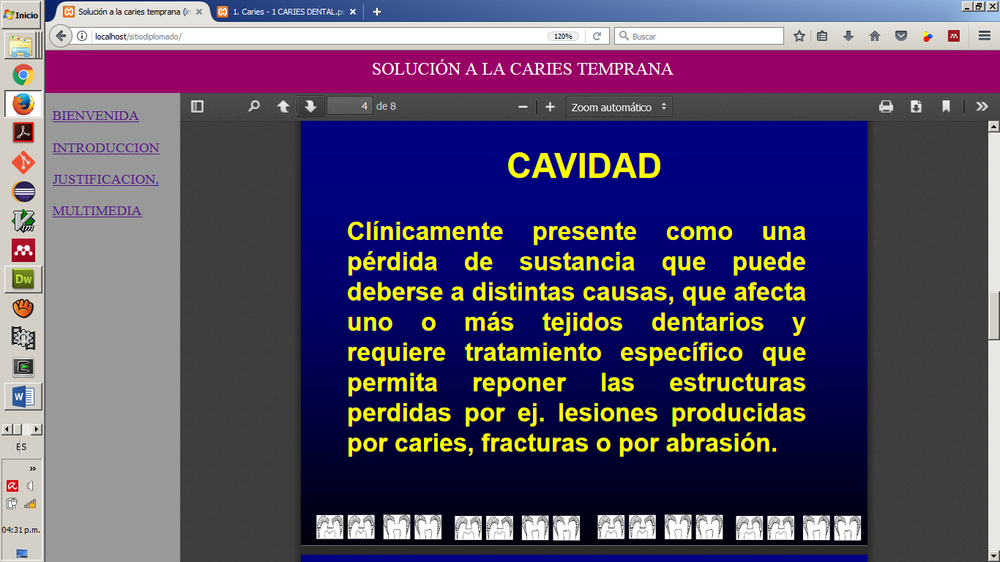 Inicio
Solución a la caries temprana (in
1. Caries - 1 CARIES DENTAL.pd
localhost/sitiodiplomado/
120%
Buscar
SOLUCIÓN A LA CARIES TEMPRANA
BIENVENIDA
INTRODUCCION
JUSTIFICACION.
MULTIMEDIA
4 de 8
Zoom automático
CAVIDAD
Clínicamente presente como una
pérdida de sustancia que puede
deberse a distintas causas, que afecta
uno o más tejidos dentarios y
requiere tratamiento específico que
permita reponer las estructuras
perdidas por ej. lesiones producidas
por caries, fracturas o por abrasión.
Dw
W
ES
04:31 p.m.